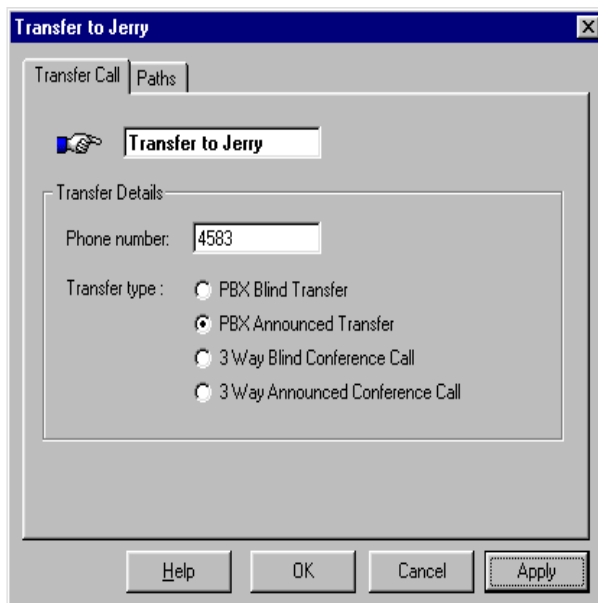 Transfer to Jerry
Transfer Call Paths
Transfer to Jerry
Transfer Details
Phone number: 4583
Transfer type : PBX Blind Transfer
PBX Announced Transfer
3 Way Blind Conference Call
3 Way Announced Conference Call
Help OK Cancel Apply